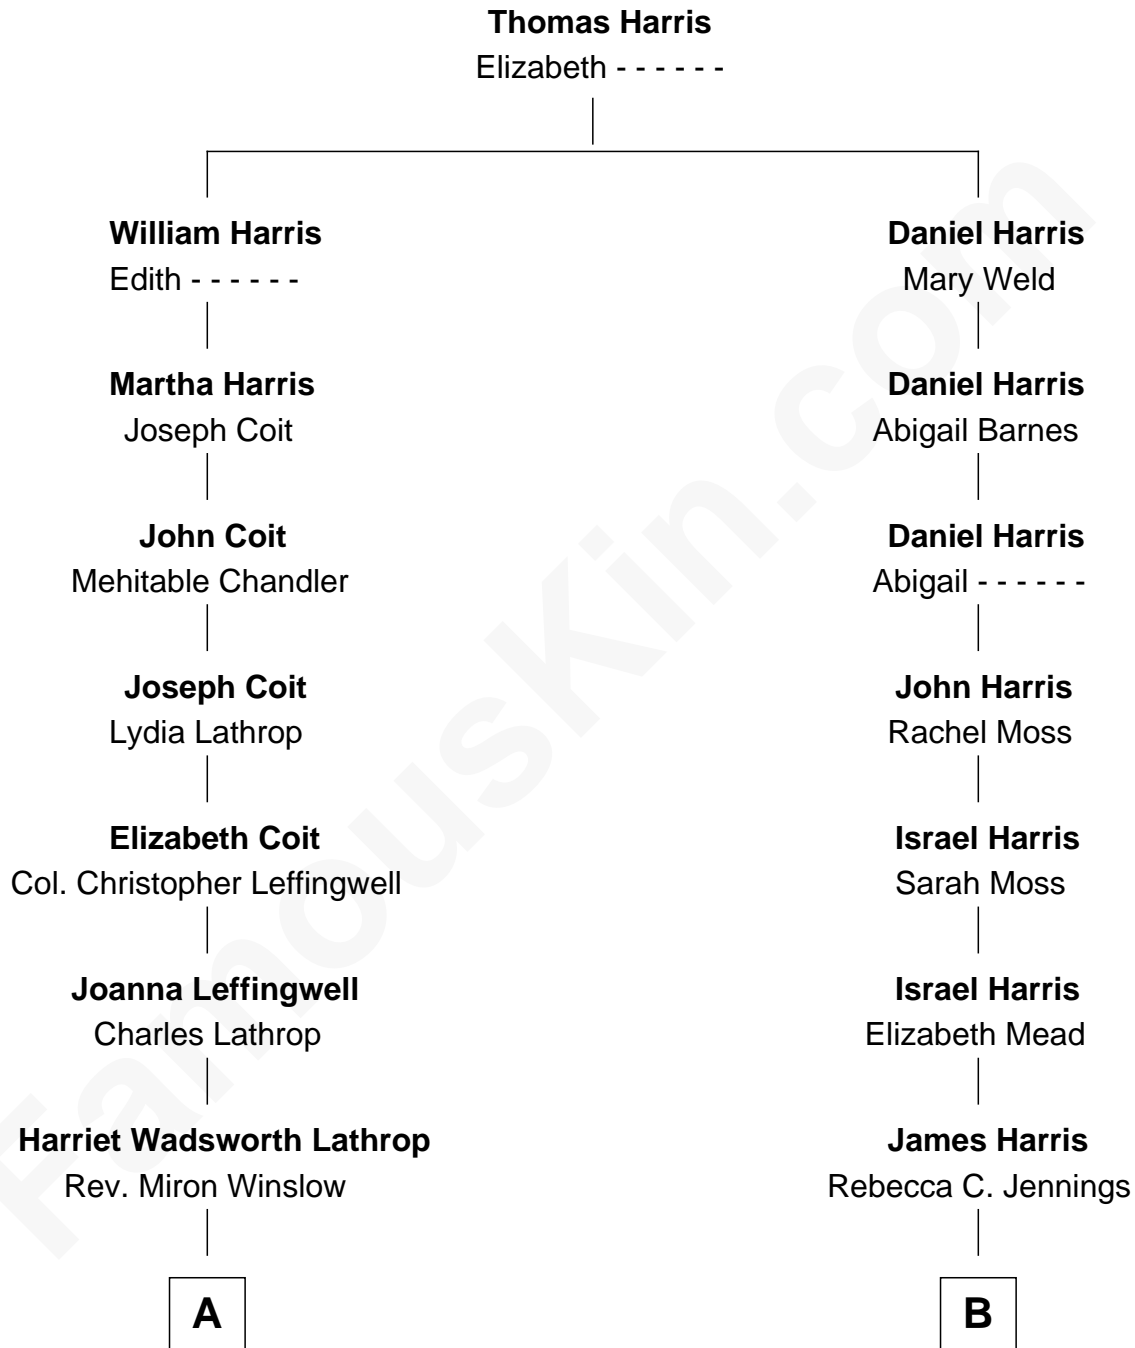 Thomas Harris
Elizabeth - - - - - -
William Harris
Edith - - - - - -
Daniel Harris
Mary Weld
Martha Harris
Joseph Coit
Daniel Harris
Abigail Barnes
John Coit
Mehitable Chandler
Daniel Harris
Abigail - - - - - -
Joseph Coit
Lydia Lathrop
John Harris
Rachel Moss
Elizabeth Coit
Col. Christopher Leffingwell
Israel Harris
Sarah Moss
Joanna Leffingwell
Charles Lathrop
Israel Harris
Elizabeth Mead
Harriet Wadsworth Lathrop
Rev. Miron Winslow
James Harris
Rebecca C. Jennings
A
B
FamousKin.com